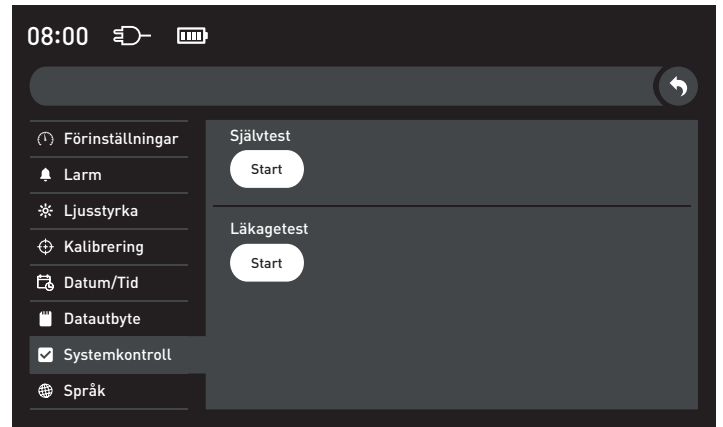 08:00
Förinställningar
Larm
Ljusstyrka
Kalibrering
Datum/Tid
Datautbyte
Systemkontroll
Språk
Självtest
Start
Läkagetest
Start